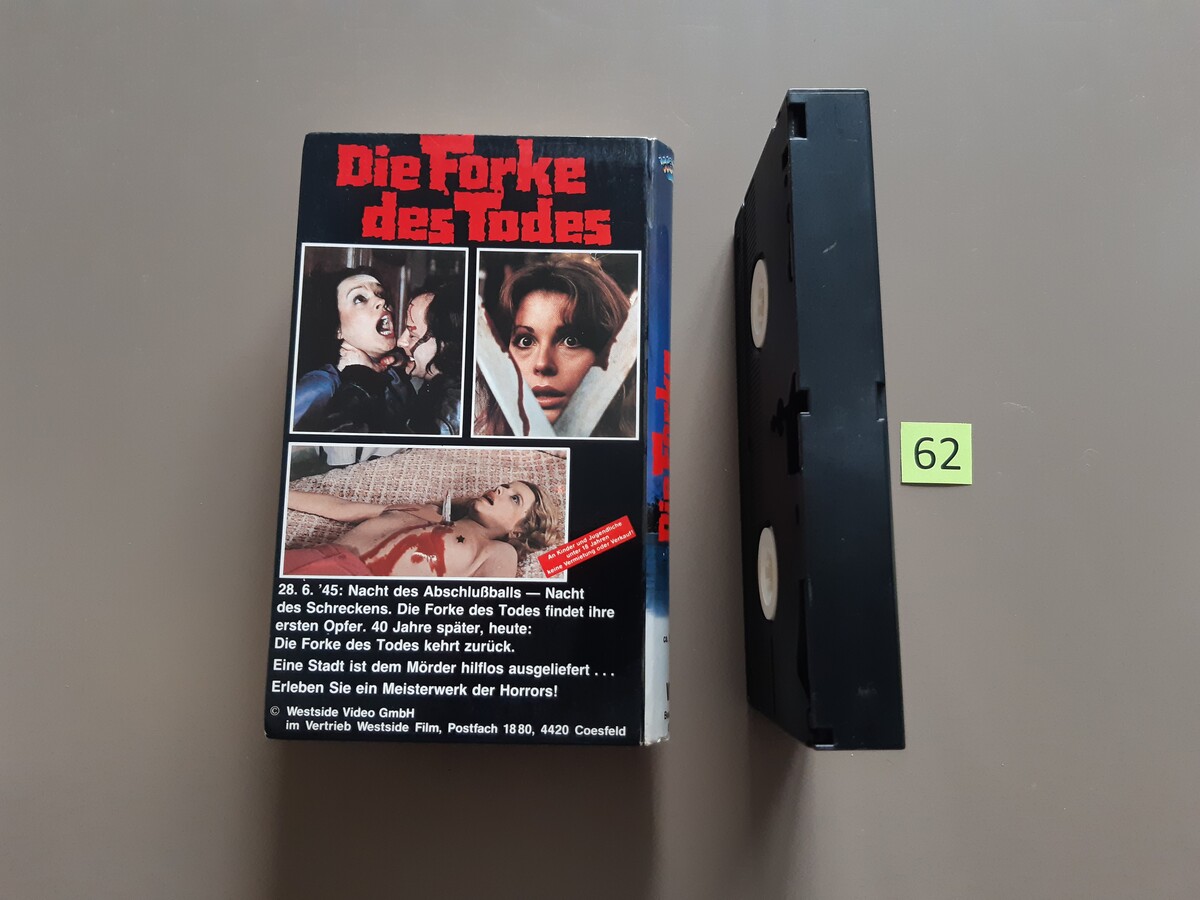 Die Forke
des Todes
An Kinder und Jugendliche
unter 18 Jahren
keine Vermietung oder Verkauf!
28. 6. '45: Nacht des Abschlußballs — Nacht
des Schreckens. Die Forke des Todes findet ihre
ersten Opfer. 40 Jahre später, heute:
Die Forke des Todes kehrt zurück.
Eine Stadt ist dem Mörder hilflos ausgeliefert . . .
Erleben Sie ein Meisterwerk der Horrors!
© Westside Video GmbH
im Vertrieb Westside Film, Postfach 1880, 4420 Coesfeld
Die Forke
62